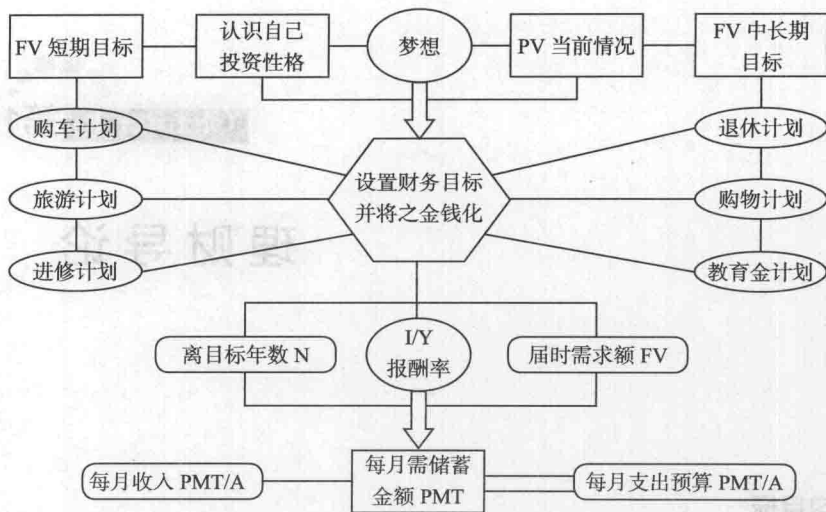 FV 短期目标
认识自己
投资性格
梦想
PV 当前情况
FV 中长期
目标
购车计划
退休计划
旅游计划
设置财务目标
并将之金钱化
购物计划
进修计划
教育金计划
离目标年数 N
I/Y
报酬率
届时需求额 FV
每月收入 PMT/A
每月需储蓄
金额 PMT
每月支出预算 PMT/A
理财导论